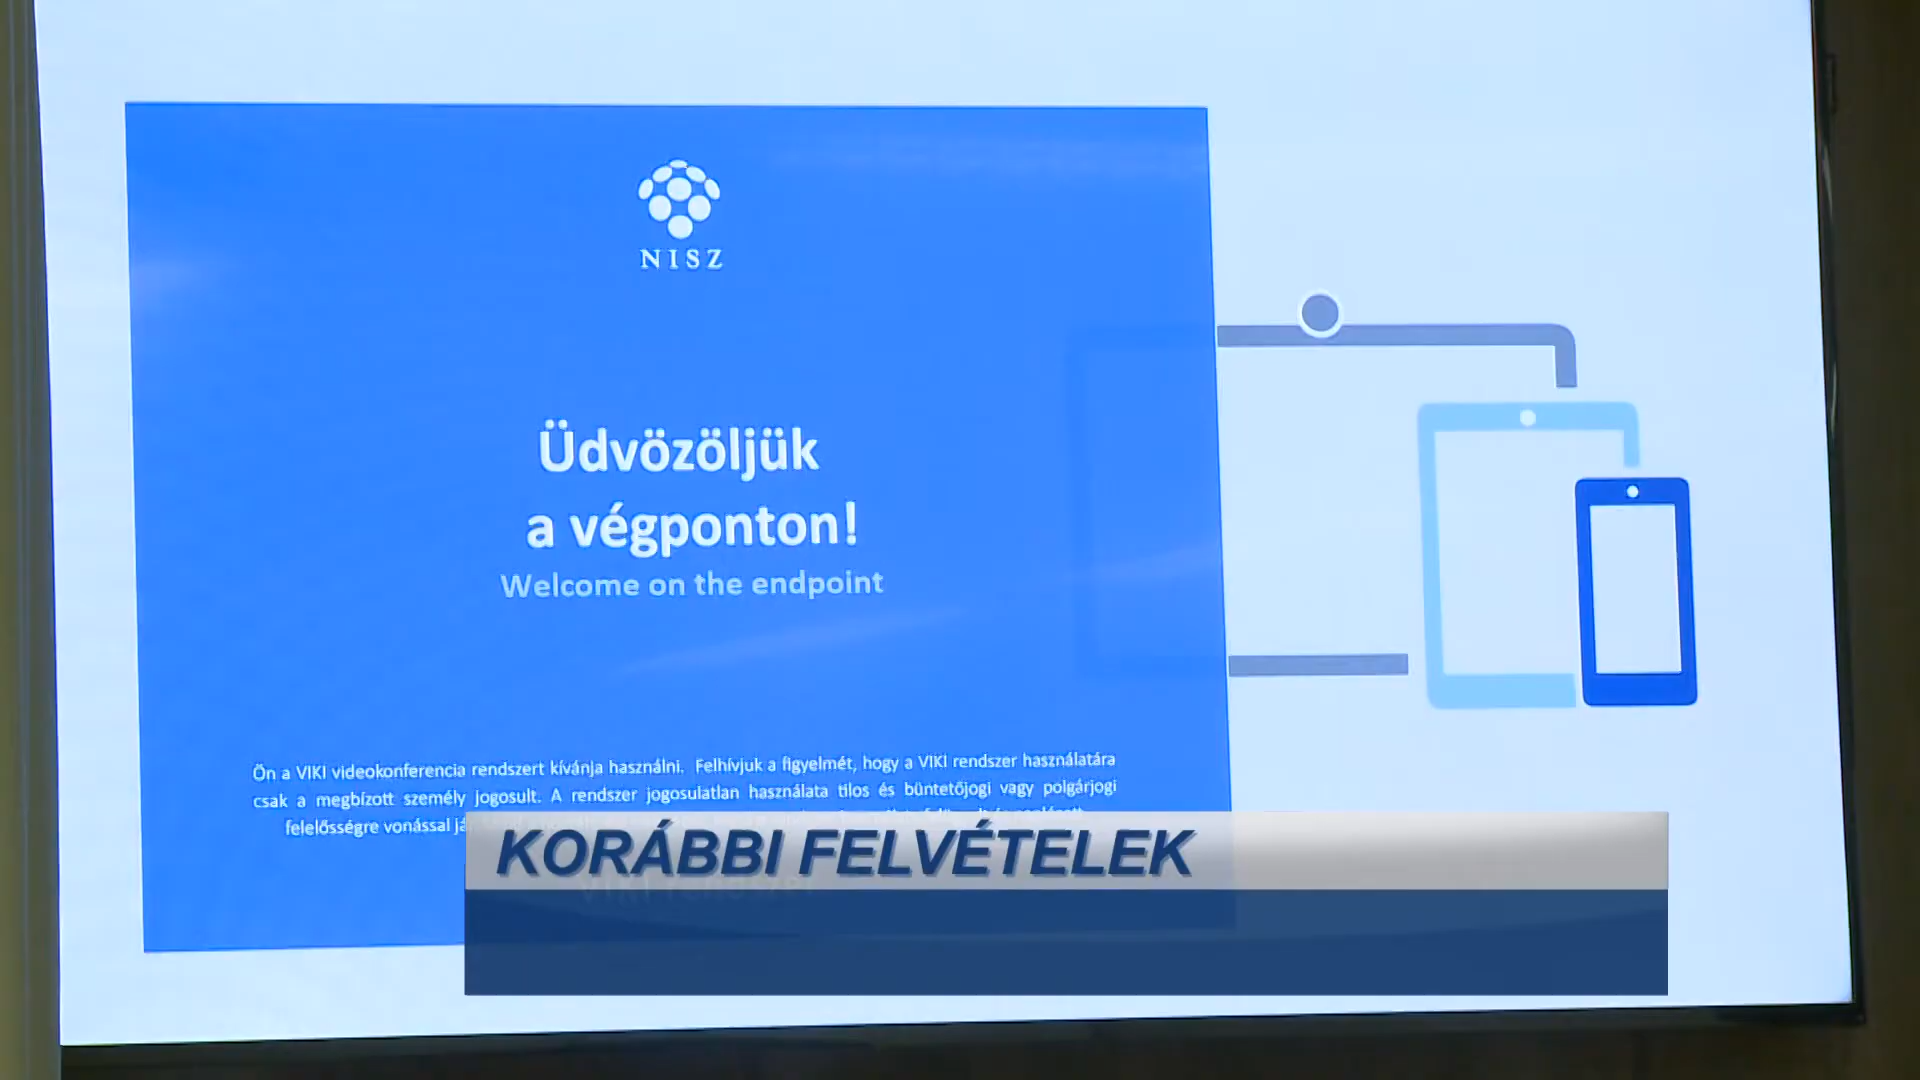 NISZ
Üdvözöljük
a végponton!
Welcome on the endpoint
Ön a VIKI videokonferencia rendszert kívánja használni. Felhívjuk a figyelmét, hogy a VIKI rendszer használatára
csak a megbízott személy jogosult. A rendszer jogosulatlan használata tilos és büntetőjogi vagy polgárjogi
felelősségre vonással
KORÁBBI FELVÉTELEK